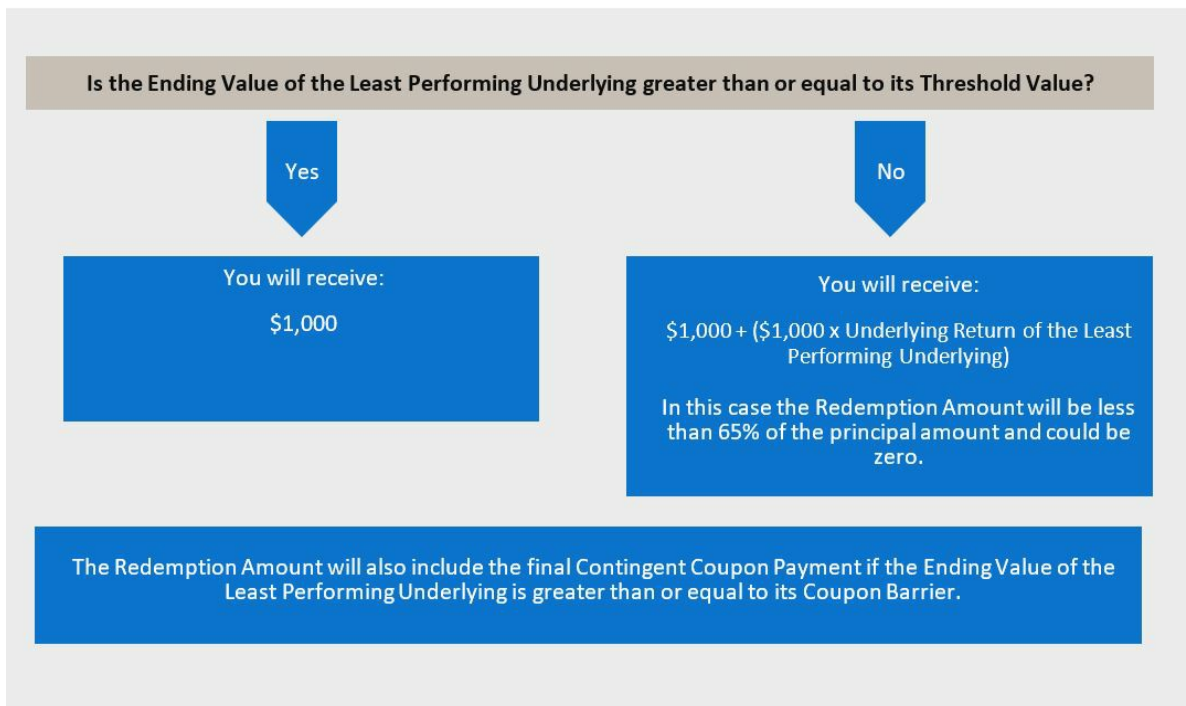 Is the Ending Value of the Least Performing Underlying greater than or equal to its Threshold Value?
Yes
No
You will receive:
$1,000
You will receive:
$1,000 + ($1,000 x Underlying Return of the Least
Performing Underlying)
In this case the Redemption Amount will be less
than 65% of the principal amount and could be
zero.
The Redemption Amount will also include the final Contingent Coupon Payment if the Ending Value of the
Least Performing Underlying is greater than or equal to its Coupon Barrier.